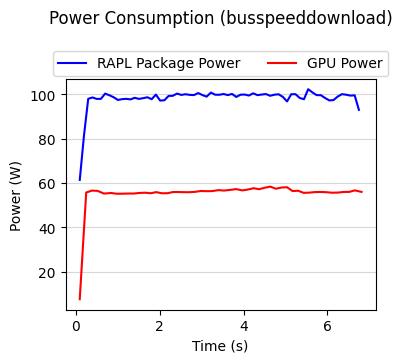 Power Consumption (busspeeddownload)
RAPL Package Power
GPU Power
Power (W)
100
80
60
40
20
0
2
4
6
Time (s)